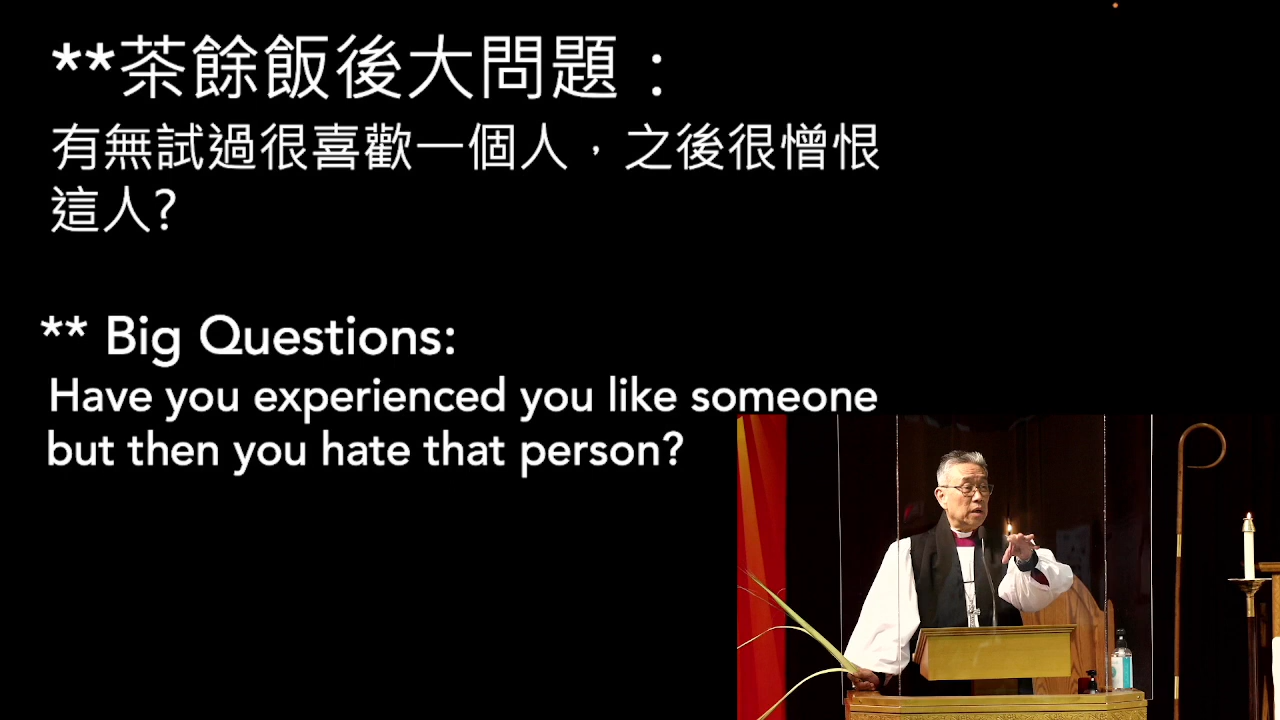 **茶餘飯後大問題：
有無試過很喜歡一個人，之後很憎恨
這人?
** Big Questions:
Have you experienced you like someone
but then you hate that person?